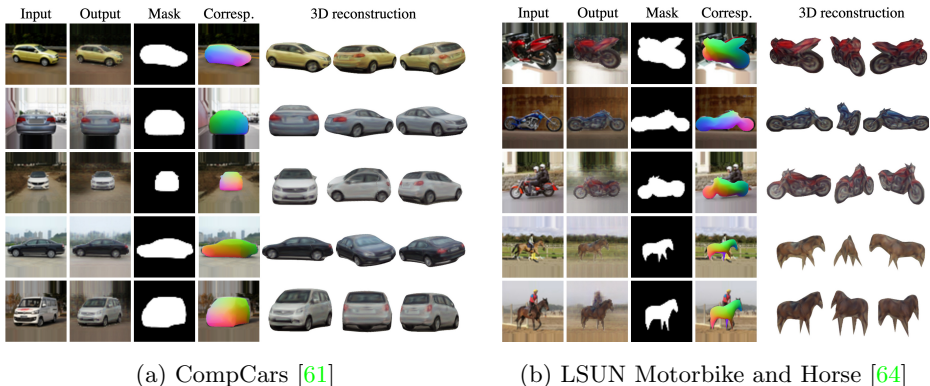 Input Output Mask Corresp. 3D reconstruction
Input Output Mask Corresp. 3D reconstruction
(a) CompCars [61]
(b) LSUN Motorbike and Horse [64]